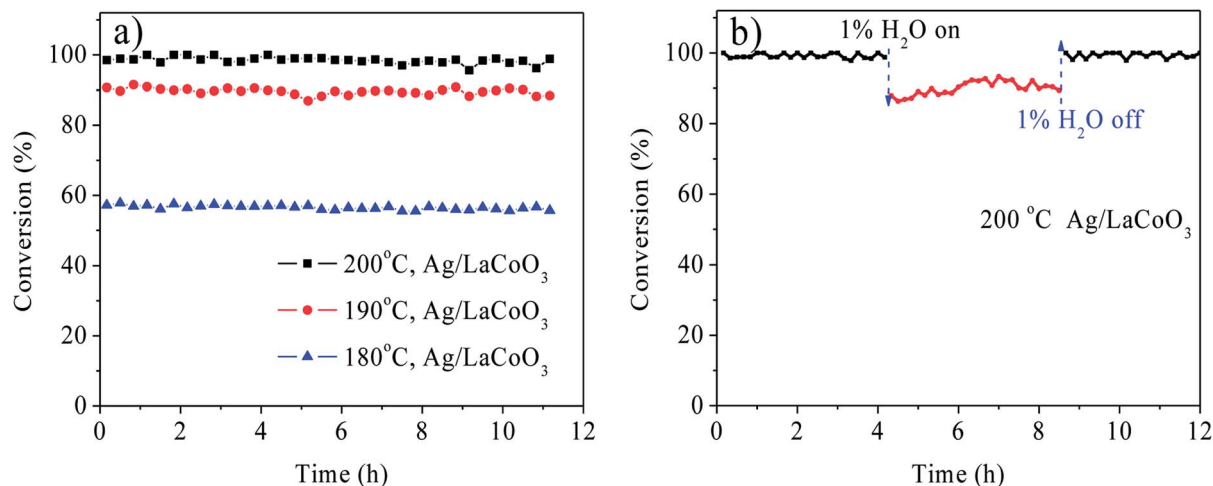 a)
Conversion (%)
100
80
60
40
20
0
200°C, Ag/LaCoO₃
190°C, Ag/LaCoO₃
180°C, Ag/LaCoO₃
0 2 4 6 8 10 12
Time (h)
b)
Conversion (%)
100
80
60
40
20
0
1% H₂O on
1% H₂O off
200 °C Ag/LaCoO₃
0 2 4 6 8 10 12
Time (h)